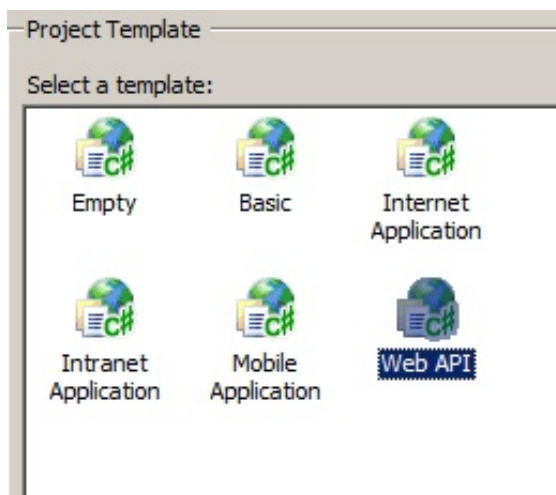 Project Template
Select a template:
C#
C#
C#
Empty
Basic
Internet
Application
C#
C#
C#
Intranet
Application
Mobile
Application
Web API